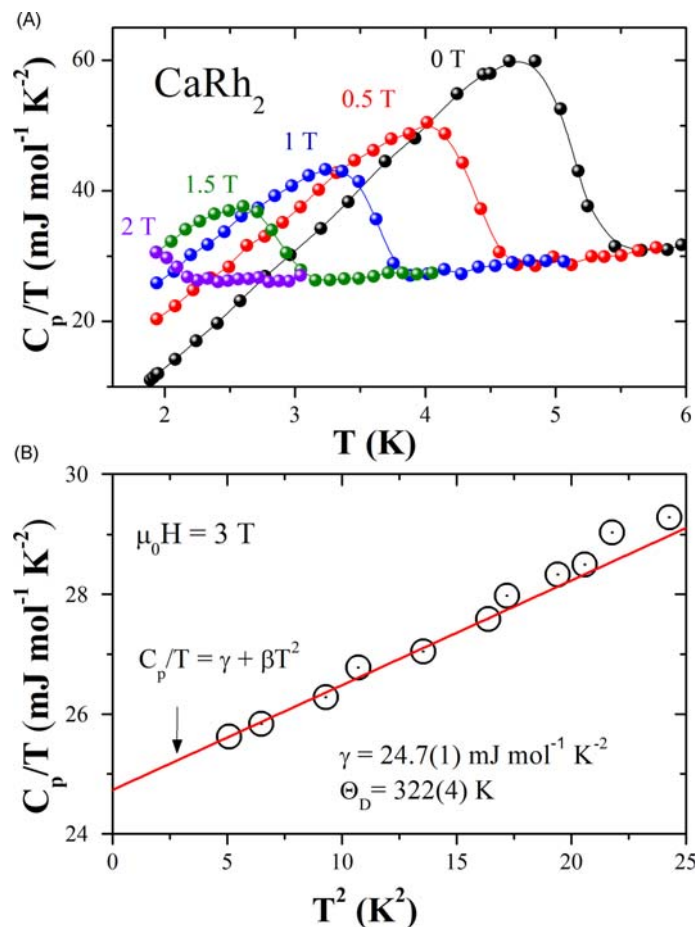 (A)
CaRh₂
0 T
0.5 T
1 T
1.5 T
2 T
60
40
20
Cₚ/T (mJ mol⁻¹ K⁻²)
2 3 4 5 6
T (K)
(B)
30
28
26
24
Cₚ/T (mJ mol⁻¹ K⁻²)
μ₀H = 3 T
Cₚ/T = γ + βT²
γ = 24.7(1) mJ mol⁻¹ K⁻²
Θ_D = 322(4) K
0 5 10 15 20 25
T² (K²)